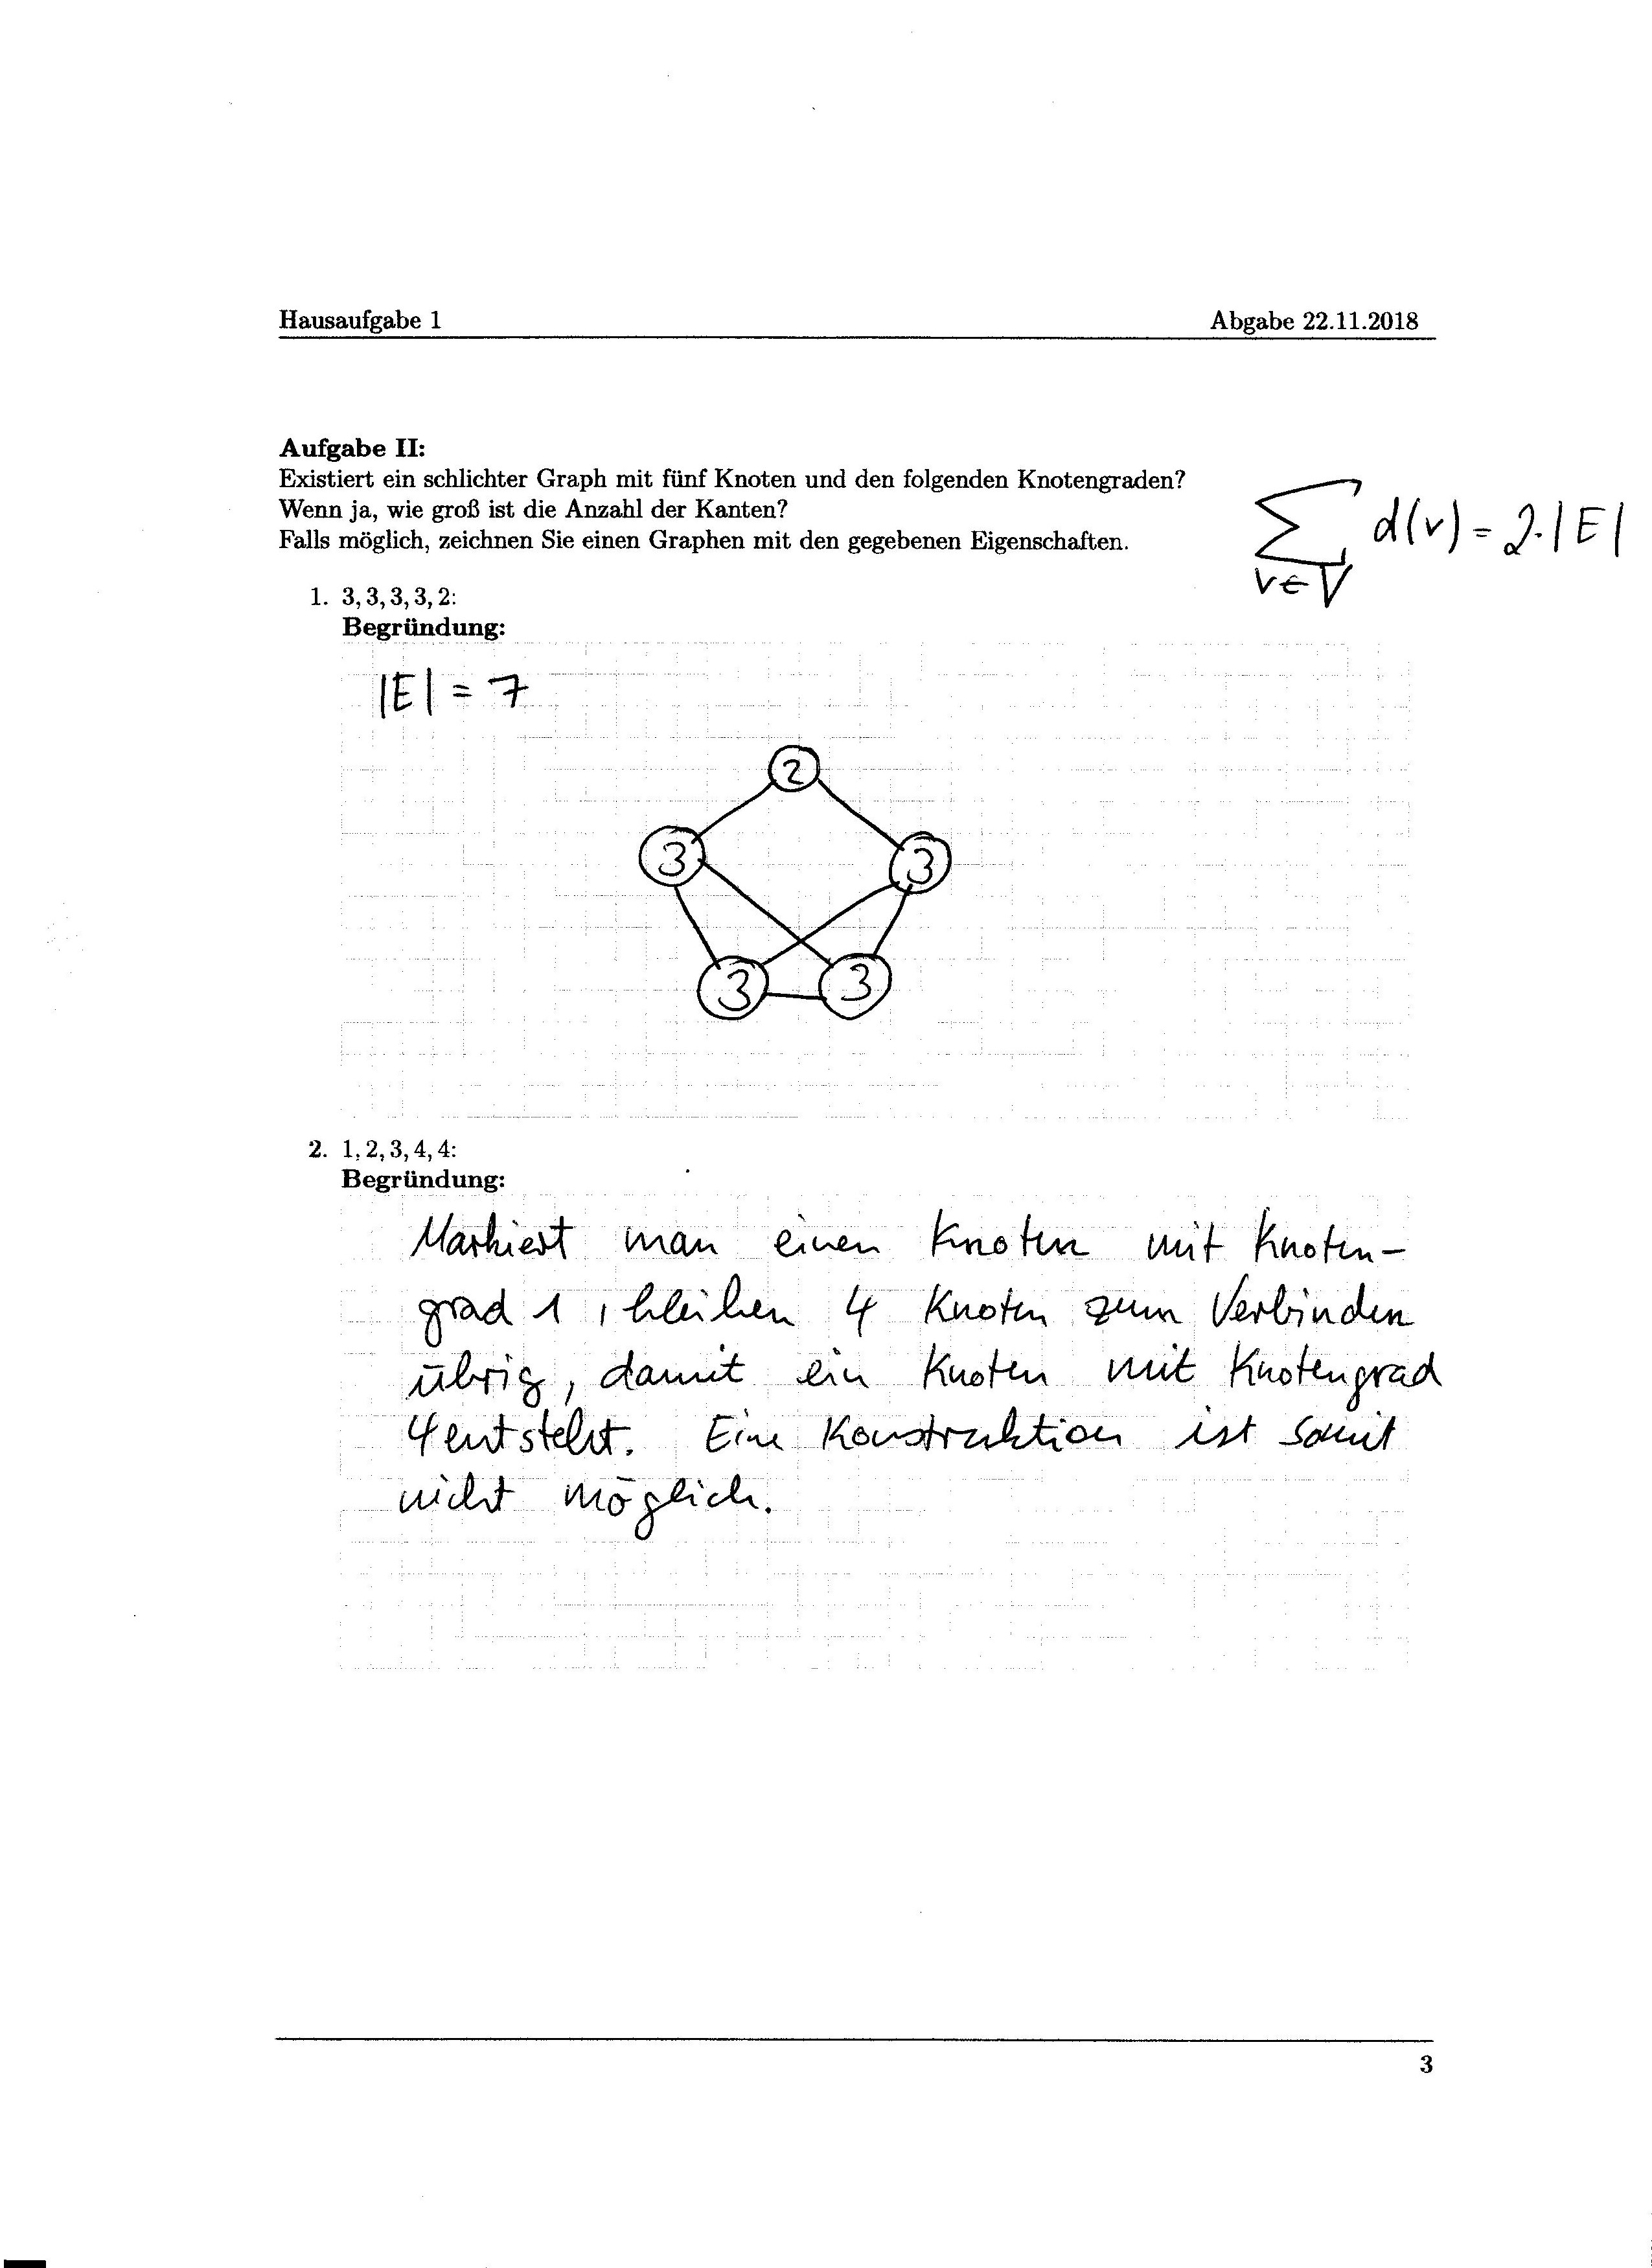 Hausaufgabe 1 Abgabe 22.11.2018
Aufgabe II:
Existiert ein schlichter Graph mit fünf Knoten und den folgenden Knotengraden?
Wenn ja, wie groß ist die Anzahl der Kanten?
Falls möglich, zeichnen Sie einen Graphen mit den gegebenen Eigenschaften.
∑ d(v) = 2·|E|
v∈V
1. 3, 3, 3, 3, 2:
Begründung:
|E| = 7
2
3 3
3 3
2. 1, 2, 3, 4, 4:
Begründung:
Markiert man einen Knoten mit Knoten-
grad 1, bleiben 4 Knoten zum Verbinden
übrig, damit ein Knoten mit Knotengrad
4 entsteht. Eine Konstruktion ist somit
nicht möglich.
3